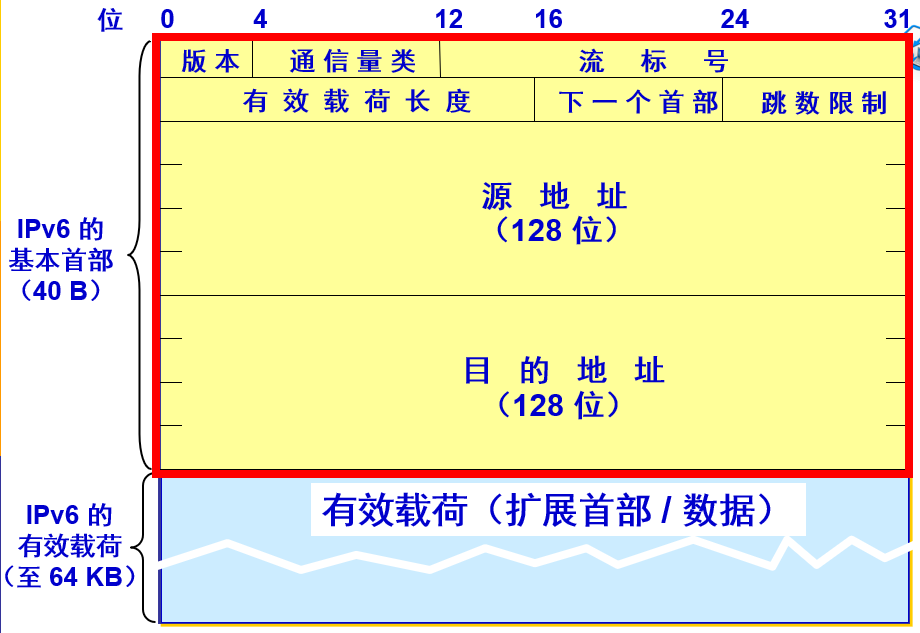 位 0 4 12 16 24 31
版本 通信量类 流标号
有效载荷长度 下一个首部 跳数限制
源地址
（128 位）
IPv6 的
基本首部
（40 B）
目的地址
（128 位）
有效载荷（扩展首部 / 数据）
IPv6 的
有效载荷
（至 64 KB）